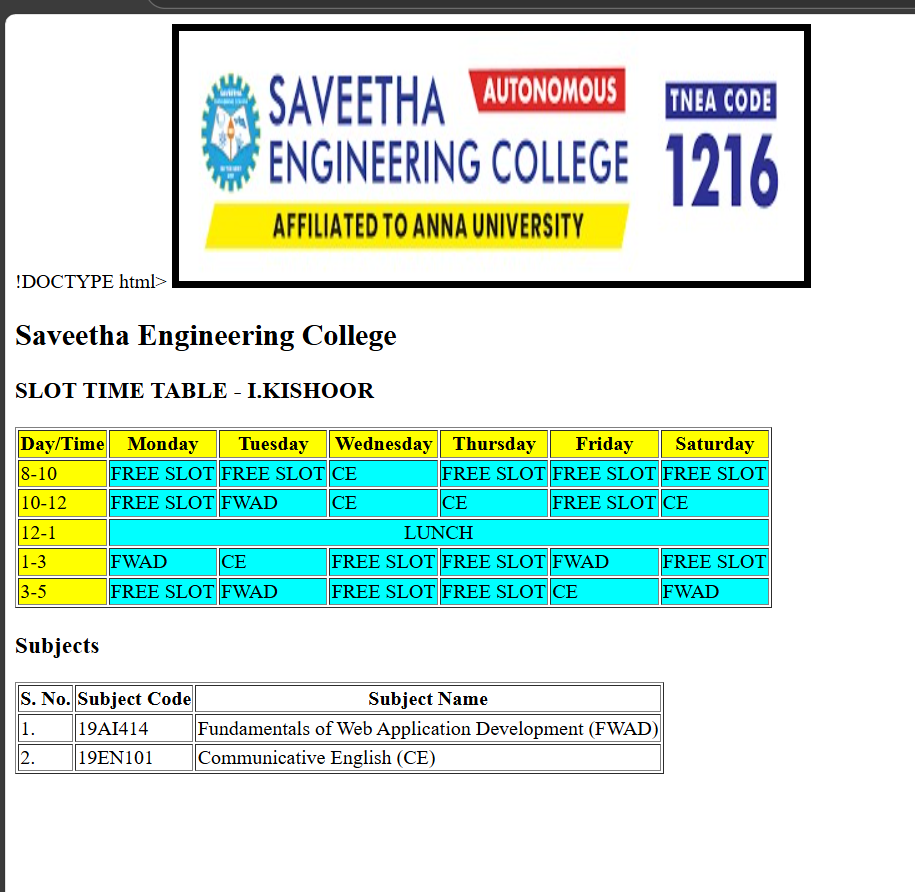 SAVEETHA AUTONOMOUS
ENGINEERING COLLEGE
AFFILIATED TO ANNA UNIVERSITY
TNEA CODE
1216
!DOCTYPE html>
Saveetha Engineering College
SLOT TIME TABLE - I.KISHOOR
Day/Time Monday Tuesday Wednesday Thursday Friday Saturday
8-10 FREE SLOT FREE SLOT CE FREE SLOT FREE SLOT FREE SLOT
10-12 FREE SLOT FWAD CE CE FREE SLOT CE
12-1 LUNCH
1-3 FWAD CE FREE SLOT FREE SLOT FWAD FREE SLOT
3-5 FREE SLOT FWAD FREE SLOT FREE SLOT CE FWAD
Subjects
S. No. Subject Code Subject Name
1. 19AI414 Fundamentals of Web Application Development (FWAD)
2. 19EN101 Communicative English (CE)